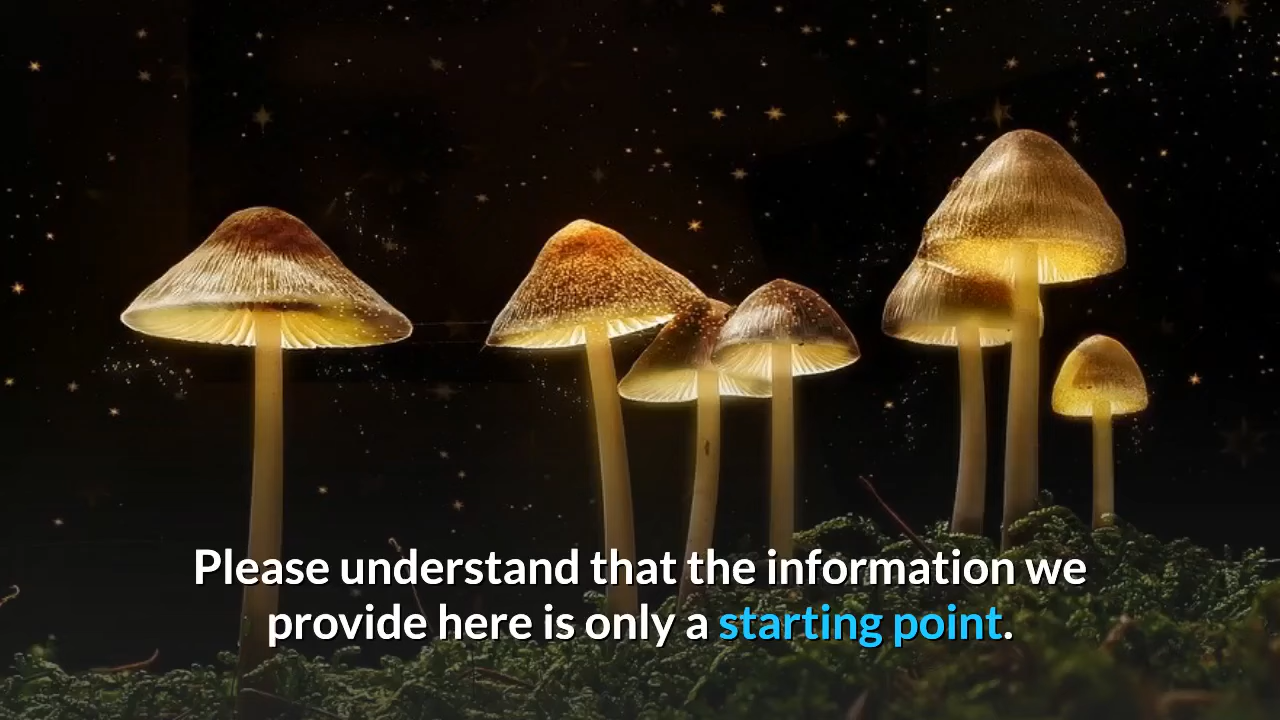 Please understand that the information we
provide here is only a starting point.